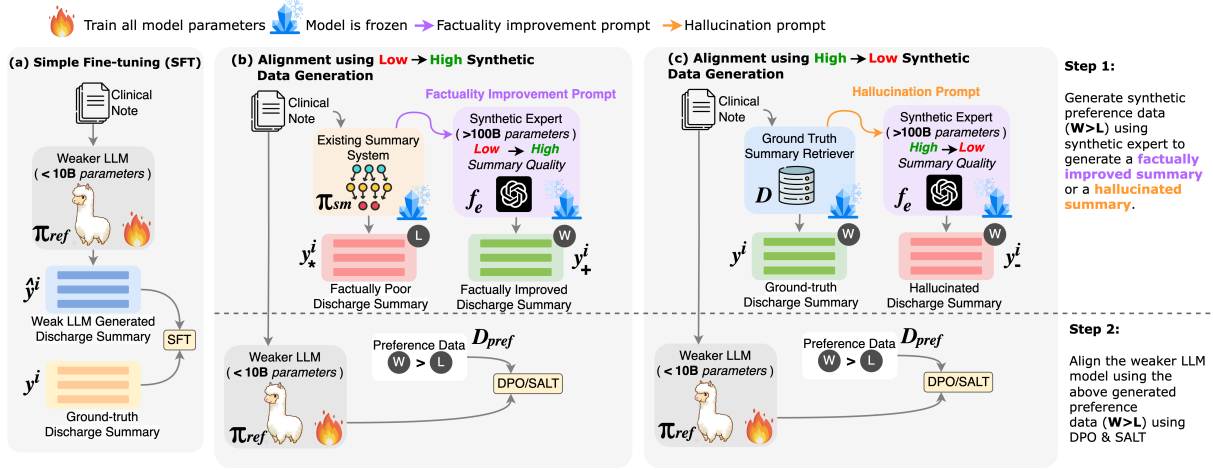 Train all model parameters
Model is frozen
Factuality improvement prompt
Hallucination prompt
(a) Simple Fine-tuning (SFT)
Clinical
Note
Weaker LLM
( < 10B parameters )
πref
ŷⁱ
Weak LLM Generated
Discharge Summary
SFT
yⁱ
Ground-truth
Discharge Summary
(b) Alignment using Low → High Synthetic
Data Generation
Factuality Improvement Prompt
Clinical
Note
Existing Summary
System
πsm
Synthetic Expert
( >100B parameters )
Low → High
Summary Quality
fe
L
W
y*ⁱ
y+ⁱ
Factually Poor
Discharge Summary
Factually Improved
Discharge Summary
Weaker LLM
( < 10B parameters )
πref
Preference Data
W > L
Dpref
DPO/SALT
(c) Alignment using High → Low Synthetic
Data Generation
Hallucination Prompt
Clinical
Note
Ground Truth
Summary Retriever
D
Synthetic Expert
( >100B parameters )
High → Low
Summary Quality
fe
W
W
yⁱ
y-ⁱ
Ground-truth
Discharge Summary
Hallucinated
Discharge Summary
Weaker LLM
( < 10B parameters )
πref
Preference Data
W > L
Dpref
DPO/SALT
Step 1:
Generate synthetic
preference data
(W>L) using
synthetic expert to
generate a factually
improved summary
or a hallucinated
summary.
Step 2:
Align the weaker LLM
model using the
above generated
preference
data (W>L) using
DPO & SALT